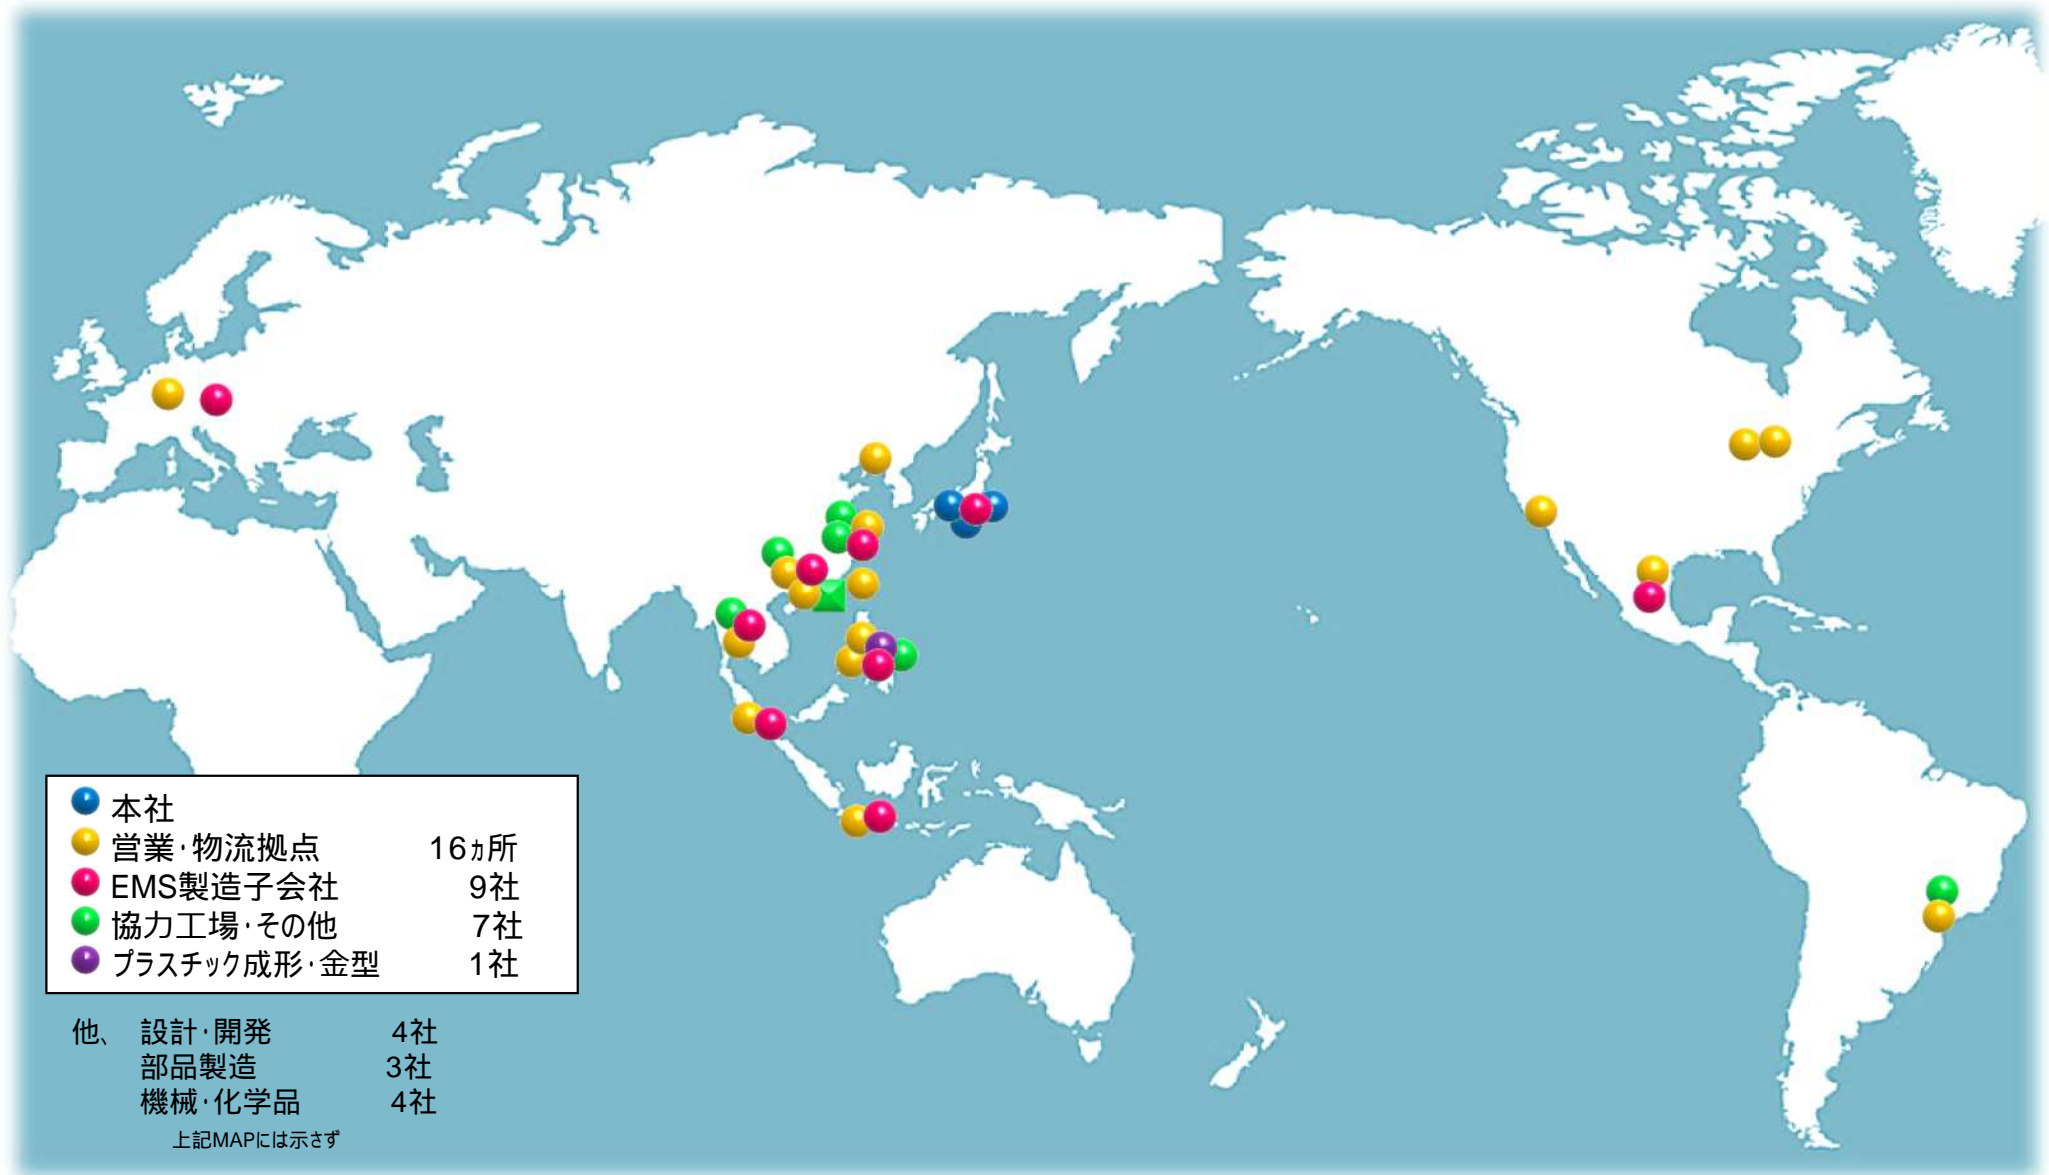 本社
営業･物流拠点 16ヵ所
EMS製造子会社 9社
協力工場･その他 7社
プラスチック成形･金型 1社
他、 設計･開発 4社
部品製造 3社
機械･化学品 4社
上記MAPには示さず